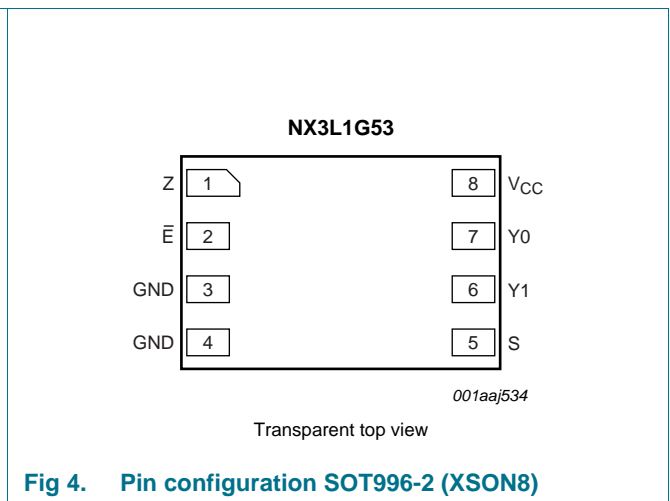 NX3L1G53
Z 1 8 VCC
Ē 2 7 Y0
GND 3 6 Y1
GND 4 5 S
001aaj534
Transparent top view
Fig 4. Pin configuration SOT996-2 (XSON8)